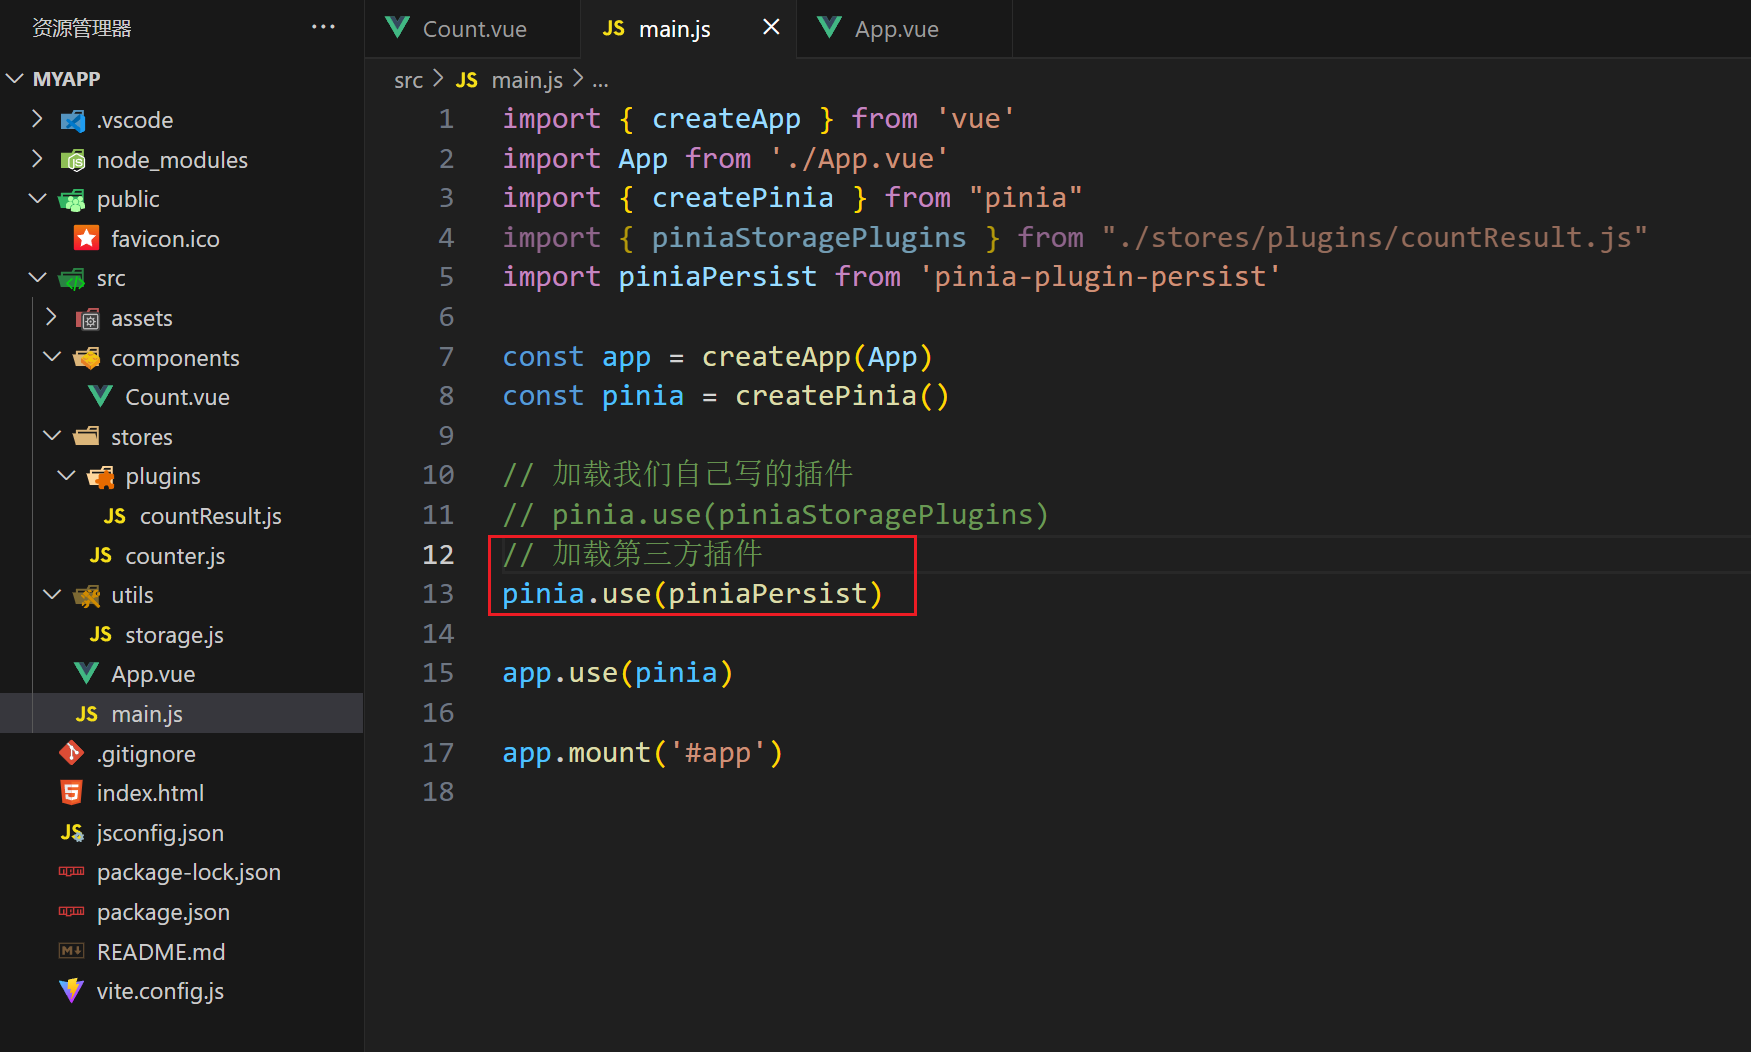 资源管理器
MYAPP
.vscode
node_modules
public
favicon.ico
src
assets
components
Count.vue
stores
plugins
JS countResult.js
JS counter.js
utils
JS storage.js
App.vue
JS main.js
.gitignore
index.html
JS jsconfig.json
package-lock.json
package.json
README.md
vite.config.js
Count.vue
JS main.js
App.vue
src > JS main.js > ...
1 import { createApp } from 'vue'
2 import App from './App.vue'
3 import { createPinia } from "pinia"
4 import { piniaStoragePlugins } from "./stores/plugins/countResult.js"
5 import piniaPersist from 'pinia-plugin-persist'
6
7 const app = createApp(App)
8 const pinia = createPinia()
9
10 // 加载我们自己写的插件
11 // pinia.use(piniaStoragePlugins)
12 // 加载第三方插件
13 pinia.use(piniaPersist)
14
15 app.use(pinia)
16
17 app.mount('#app')
18